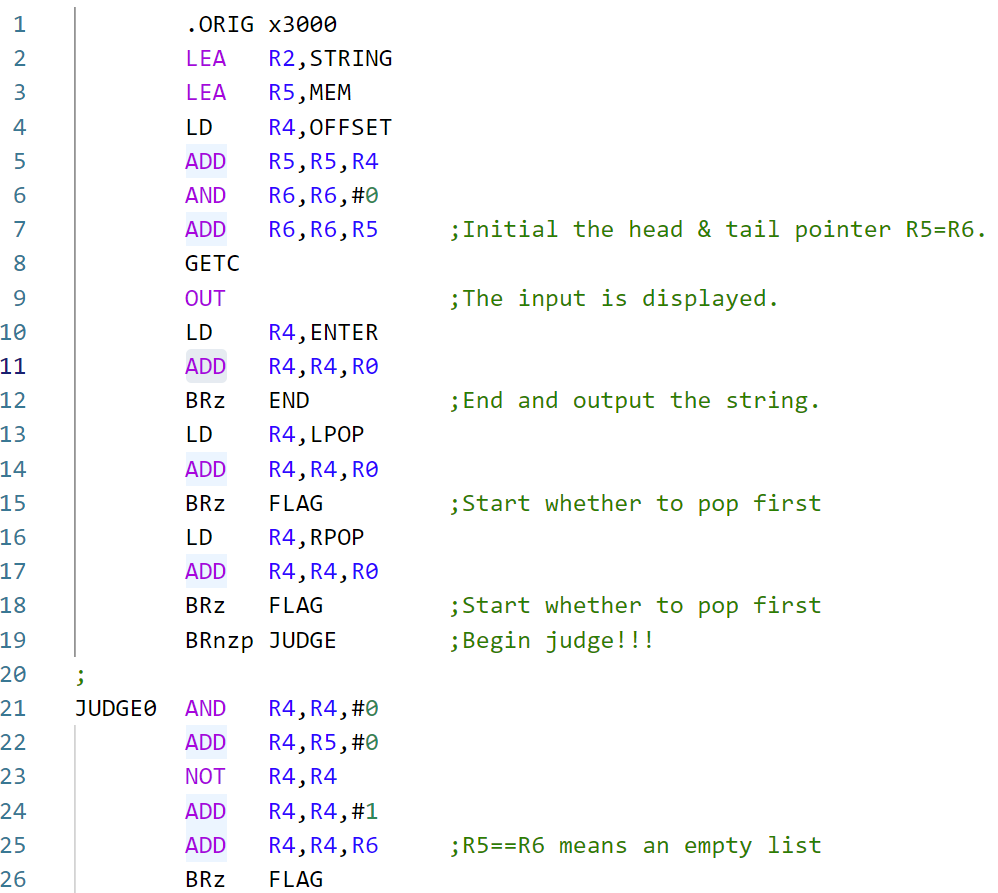 1 .ORIG x3000
2 LEA R2,STRING
3 LEA R5,MEM
4 LD R4,OFFSET
5 ADD R5,R5,R4
6 AND R6,R6,#0
7 ADD R6,R6,R5 ;Initial the head & tail pointer R5=R6.
8 GETC
9 OUT ;The input is displayed.
10 LD R4,ENTER
11 ADD R4,R4,R0
12 BRz END ;End and output the string.
13 LD R4,LPOP
14 ADD R4,R4,R0
15 BRz FLAG ;Start whether to pop first
16 LD R4,RPOP
17 ADD R4,R4,R0
18 BRz FLAG ;Start whether to pop first
19 BRnzp JUDGE ;Begin judge!!!
20 ;
21 JUDGE0 AND R4,R4,#0
22 ADD R4,R5,#0
23 NOT R4,R4
24 ADD R4,R4,#1
25 ADD R4,R4,R6 ;R5==R6 means an empty list
26 BRz FLAG